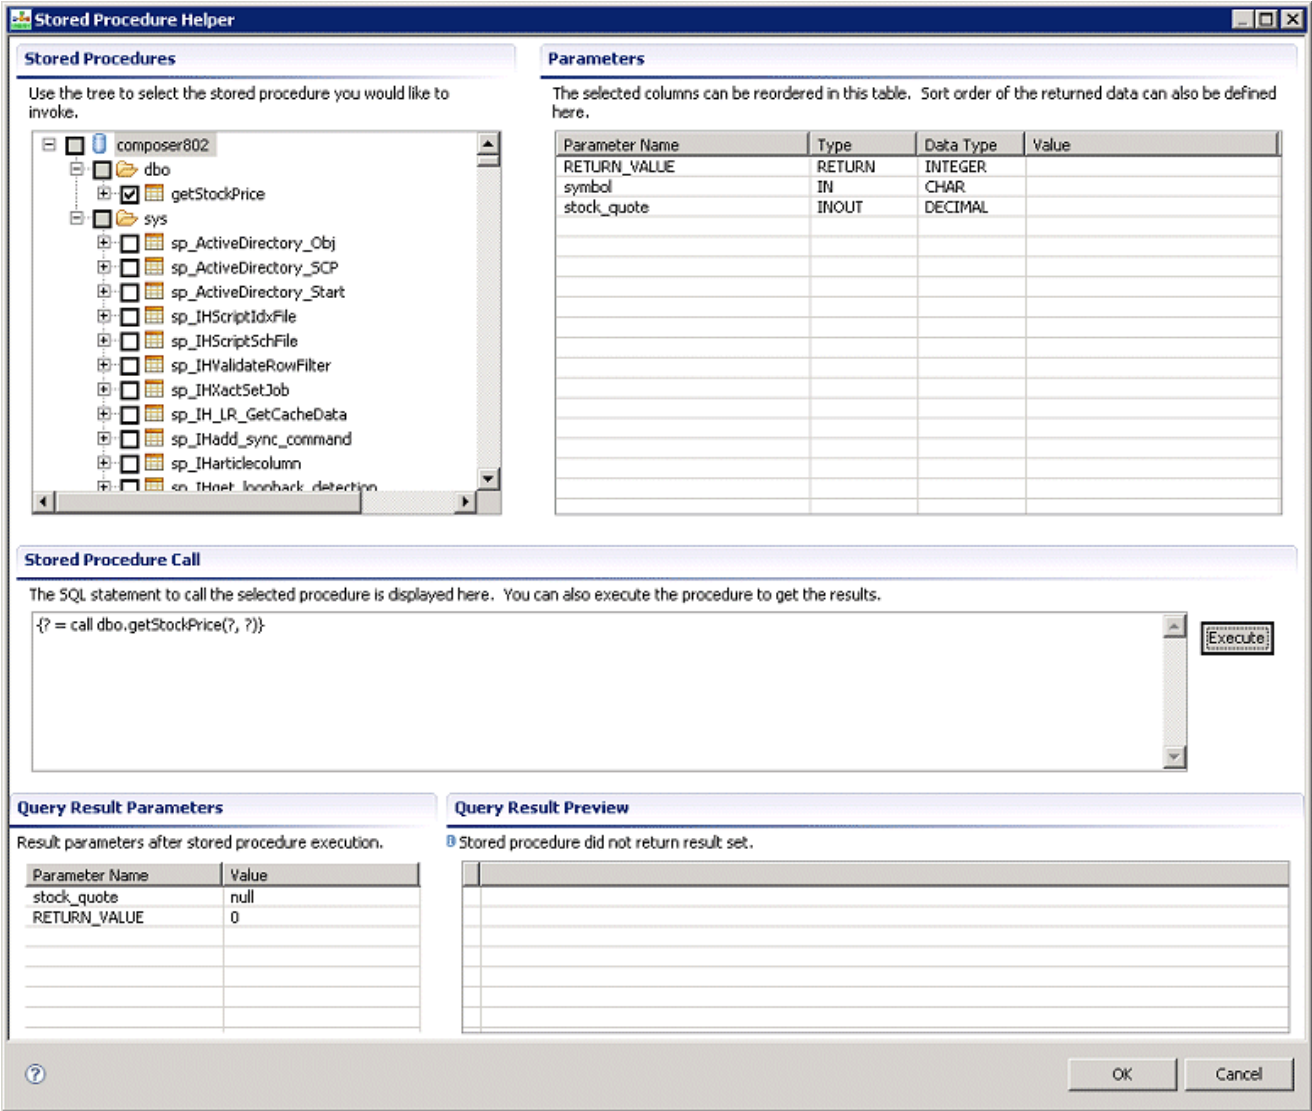 Stored Procedure Helper
Stored Procedures
Use the tree to select the stored procedure you would like to
invoke.
composer802
dbo
getStockPrice
sys
sp_ActiveDirectory_Obj
sp_ActiveDirectory_SCP
sp_ActiveDirectory_Start
sp_IHScriptIdxFile
sp_IHScriptSchFile
sp_IHValidateRowFilter
sp_IHXactSetJob
sp_IH_LR_GetCacheData
sp_IHadd_sync_command
sp_IHarticlecolumn
sp_IHget_loopback_detection
Parameters
The selected columns can be reordered in this table. Sort order of the returned data can also be defined
here.
Parameter Name Type Data Type Value
RETURN_VALUE RETURN INTEGER
symbol IN CHAR
stock_quote INOUT DECIMAL
Stored Procedure Call
The SQL statement to call the selected procedure is displayed here. You can also execute the procedure to get the results.
{? = call dbo.getStockPrice(?, ?)}
Execute
Query Result Parameters
Result parameters after stored procedure execution.
Parameter Name Value
stock_quote null
RETURN_VALUE 0
Query Result Preview
Stored procedure did not return result set.
?
OK Cancel